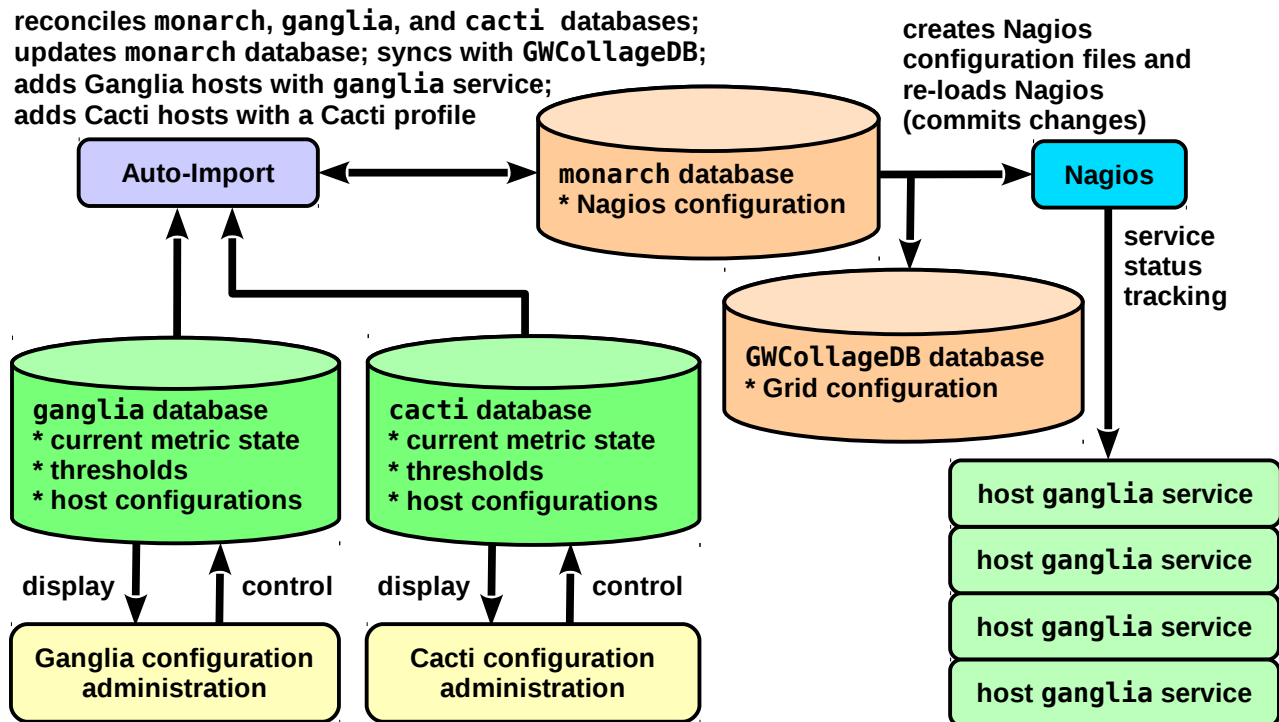 reconciles monarch, ganglia, and cacti databases;
updates monarch database; syncs with GWCollageDB;
adds Ganglia hosts with ganglia service;
adds Cacti hosts with a Cacti profile
creates Nagios
configuration files and
re-loads Nagios
(commits changes)
Auto-Import
monarch database
* Nagios configuration
Nagios
service
status
tracking
GWCollageDB database
* Grid configuration
ganglia database
* current metric state
* thresholds
* host configurations
cacti database
* current metric state
* thresholds
* host configurations
host ganglia service
host ganglia service
host ganglia service
host ganglia service
display
control
display
control
Ganglia configuration
administration
Cacti configuration
administration